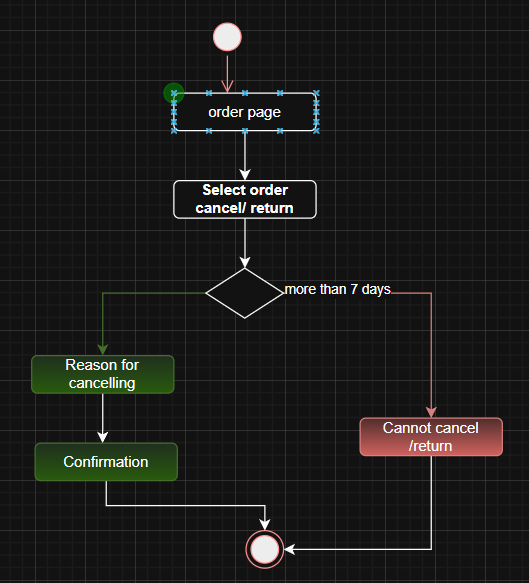 order page
Select order
cancel/ return
more than 7 days
Reason for
cancelling
Cannot cancel
/return
Confirmation